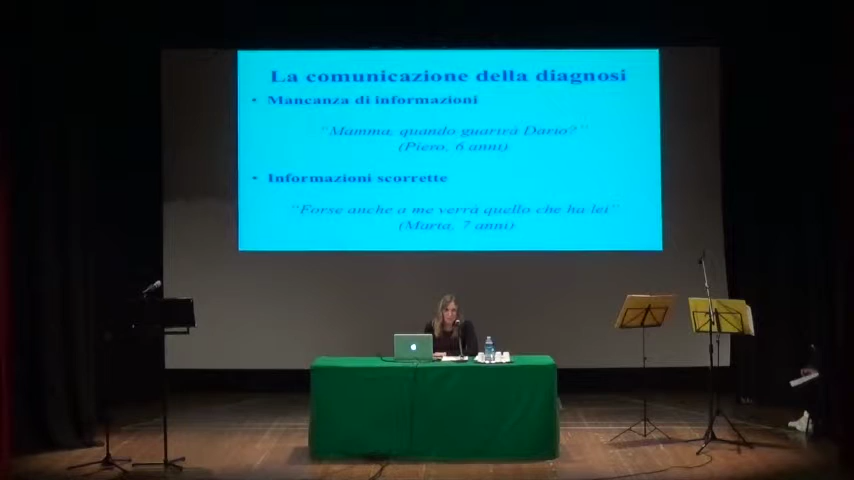 La comunicazione della diagnosi
• Mancanza di informazioni
"Mamma, quando guarirà Dario?"
(Piero, 6 anni)
• Informazioni scorrette
"Forse anche a me verrà quello che ha lei"
(Marta, 7 anni)